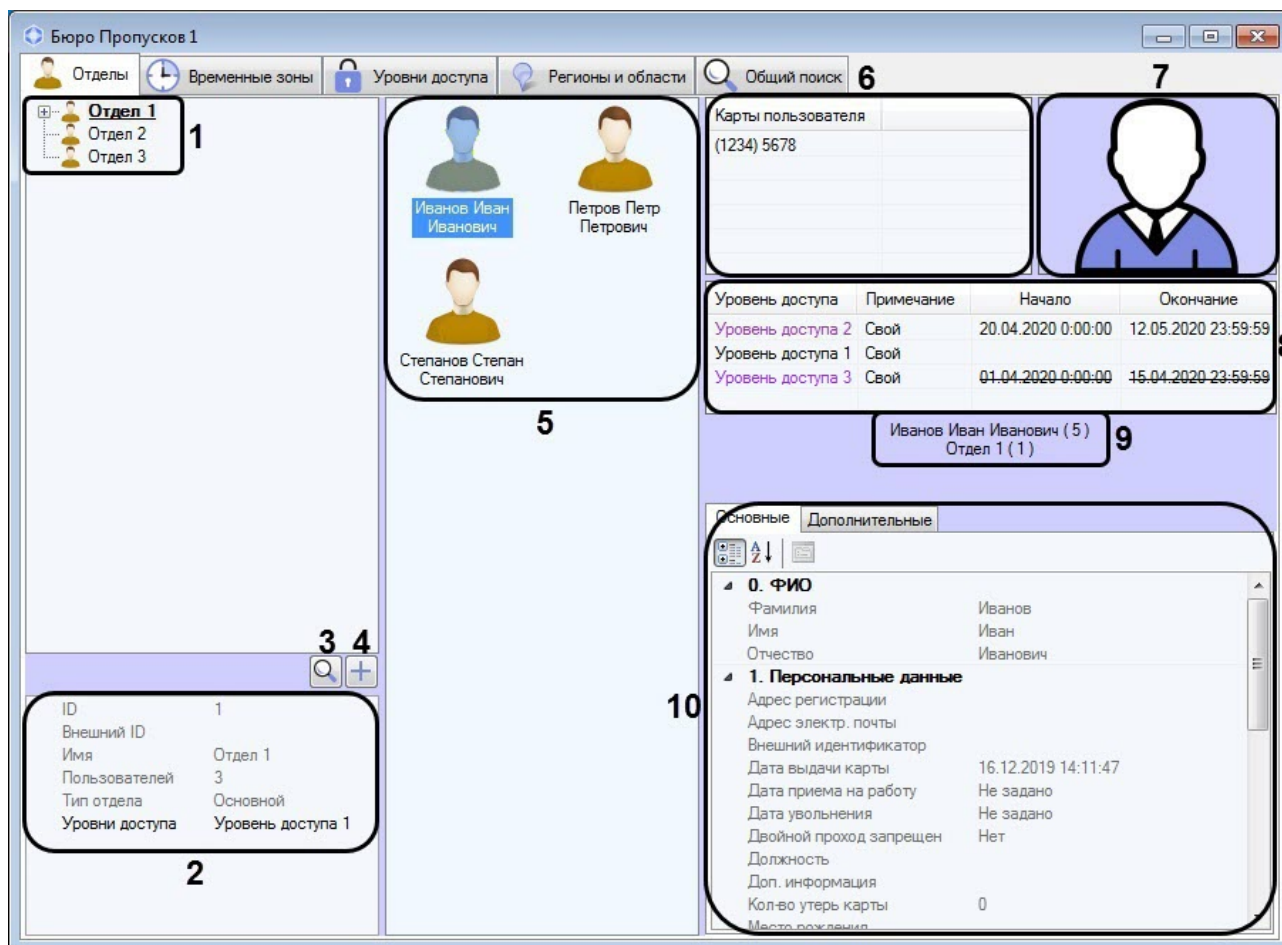 Бюро Пропусков 1
Отделы Временные зоны Уровни доступа Регионы и области Общий поиск 6 7
Отдел 1
Отдел 2
Отдел 3
1
Иванов Иван
Иванович
Петров Петр
Петрович
Степанов Степан
Степанович
5
Карты пользователя
(1234) 5678
Уровень доступа Примечание Начало Окончание
Уровень доступа 2 Свой 20.04.2020 0:00:00 12.05.2020 23:59:59
Уровень доступа 1 Свой
Уровень доступа 3 Свой 01.04.2020 0:00:00 15.04.2020 23:59:59
Иванов Иван Иванович ( 5 )
Отдел 1 ( 1 )
9
3 4
ID 1
Внешний ID
Имя Отдел 1
Пользователей 3
Тип отдела Основной
Уровни доступа Уровень доступа 1
2
10
Основные Дополнительные
0. ФИО
Фамилия Иванов
Имя Иван
Отчество Иванович
1. Персональные данные
Адрес регистрации
Адрес электр. почты
Внешний идентификатор
Дата выдачи карты 16.12.2019 14:11:47
Дата приема на работу Не задано
Дата увольнения Не задано
Двойной проход запрещен Нет
Должность
Доп. информация
Кол-во утерь карты 0
Место рождения